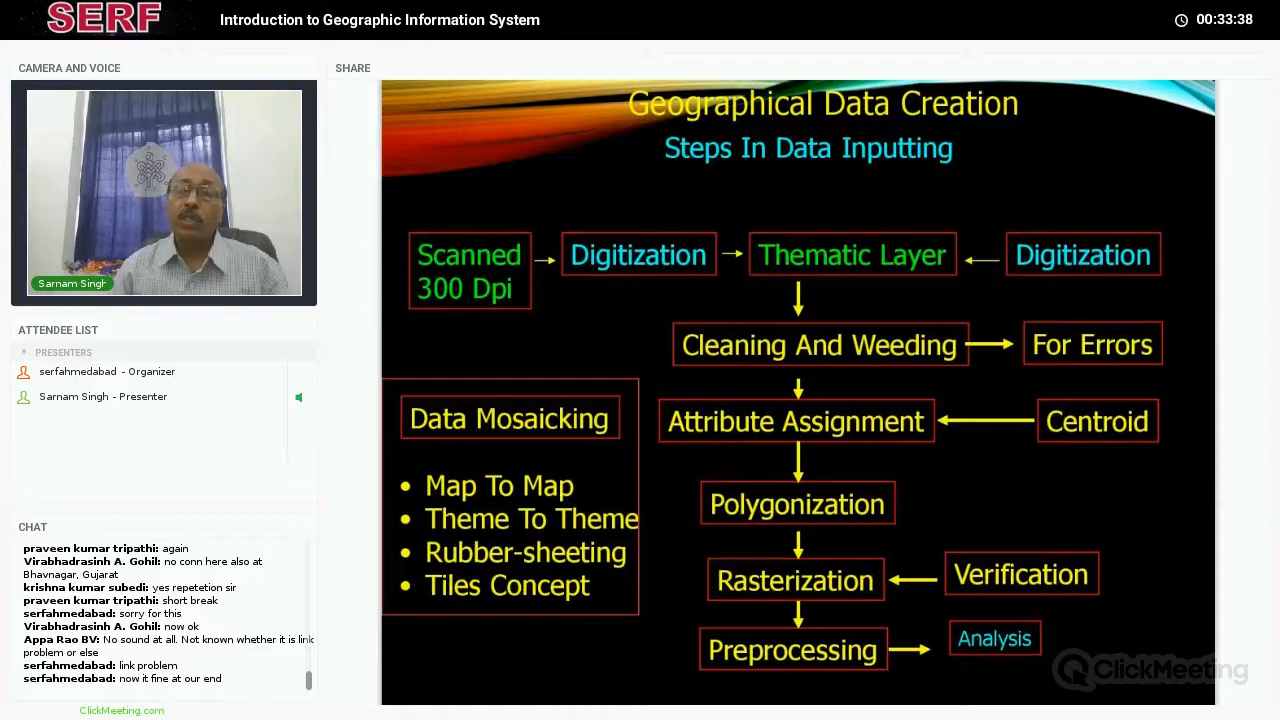 SERF
Introduction to Geographic Information System
00:33:38
CAMERA AND VOICE
Sarnam Singh
ATTENDEE LIST
PRESENTERS
serfahmedabad - Organizer
Sarnam Singh - Presenter
CHAT
praveen kumar tripathi: again
Virabhadrasinh A. Gohil: no conn here also at
Bhavnagar, Gujarat
krishna kumar subedi: yes repetetion sir
praveen kumar tripathi: short break
serfahmedabad: sorry for this
Virabhadrasinh A. Gohil: now ok
Appa Rao BV: No sound at all. Not known whether it is link
problem or else
serfahmedabad: link problem
serfahmedabad: now it fine at our end
ClickMeeting.com
SHARE
Geographical Data Creation
Steps In Data Inputting
Scanned
300 Dpi
Digitization
Thematic Layer
Digitization
Cleaning And Weeding
For Errors
Data Mosaicking
• Map To Map
• Theme To Theme
• Rubber-sheeting
• Tiles Concept
Attribute Assignment
Centroid
Polygonization
Rasterization
Verification
Preprocessing
Analysis
ClickMeeting